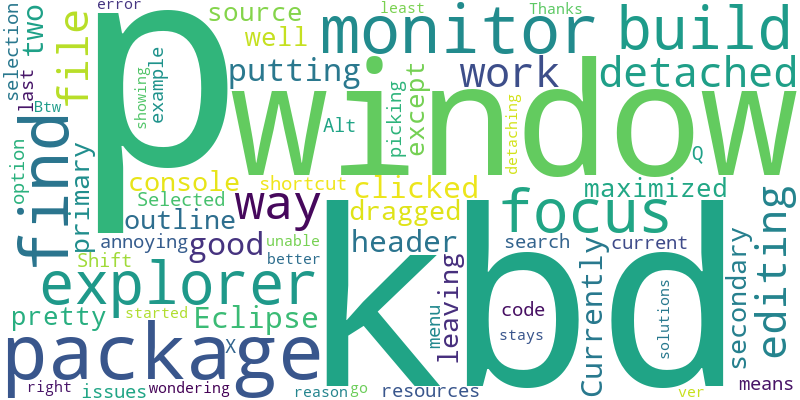 error
least
Thanks
selection
last
two
file
p
source
well
monitor
build
Btw
showing
example
putting
work
detached
window
find
primary
option
Alt
picking
except
detaching
Q
console
shortcut
clicked
maximized
Selected
way
dragged
focus
outline
annoying
good
unable
better
header
search
current
Shift
explorer
kbd
menu
leaving
code
stays
Currently
solutions
secondary
editing
pretty
started
Eclipse
package
X
right
issues
wondering
reason
go
resources
ver
means